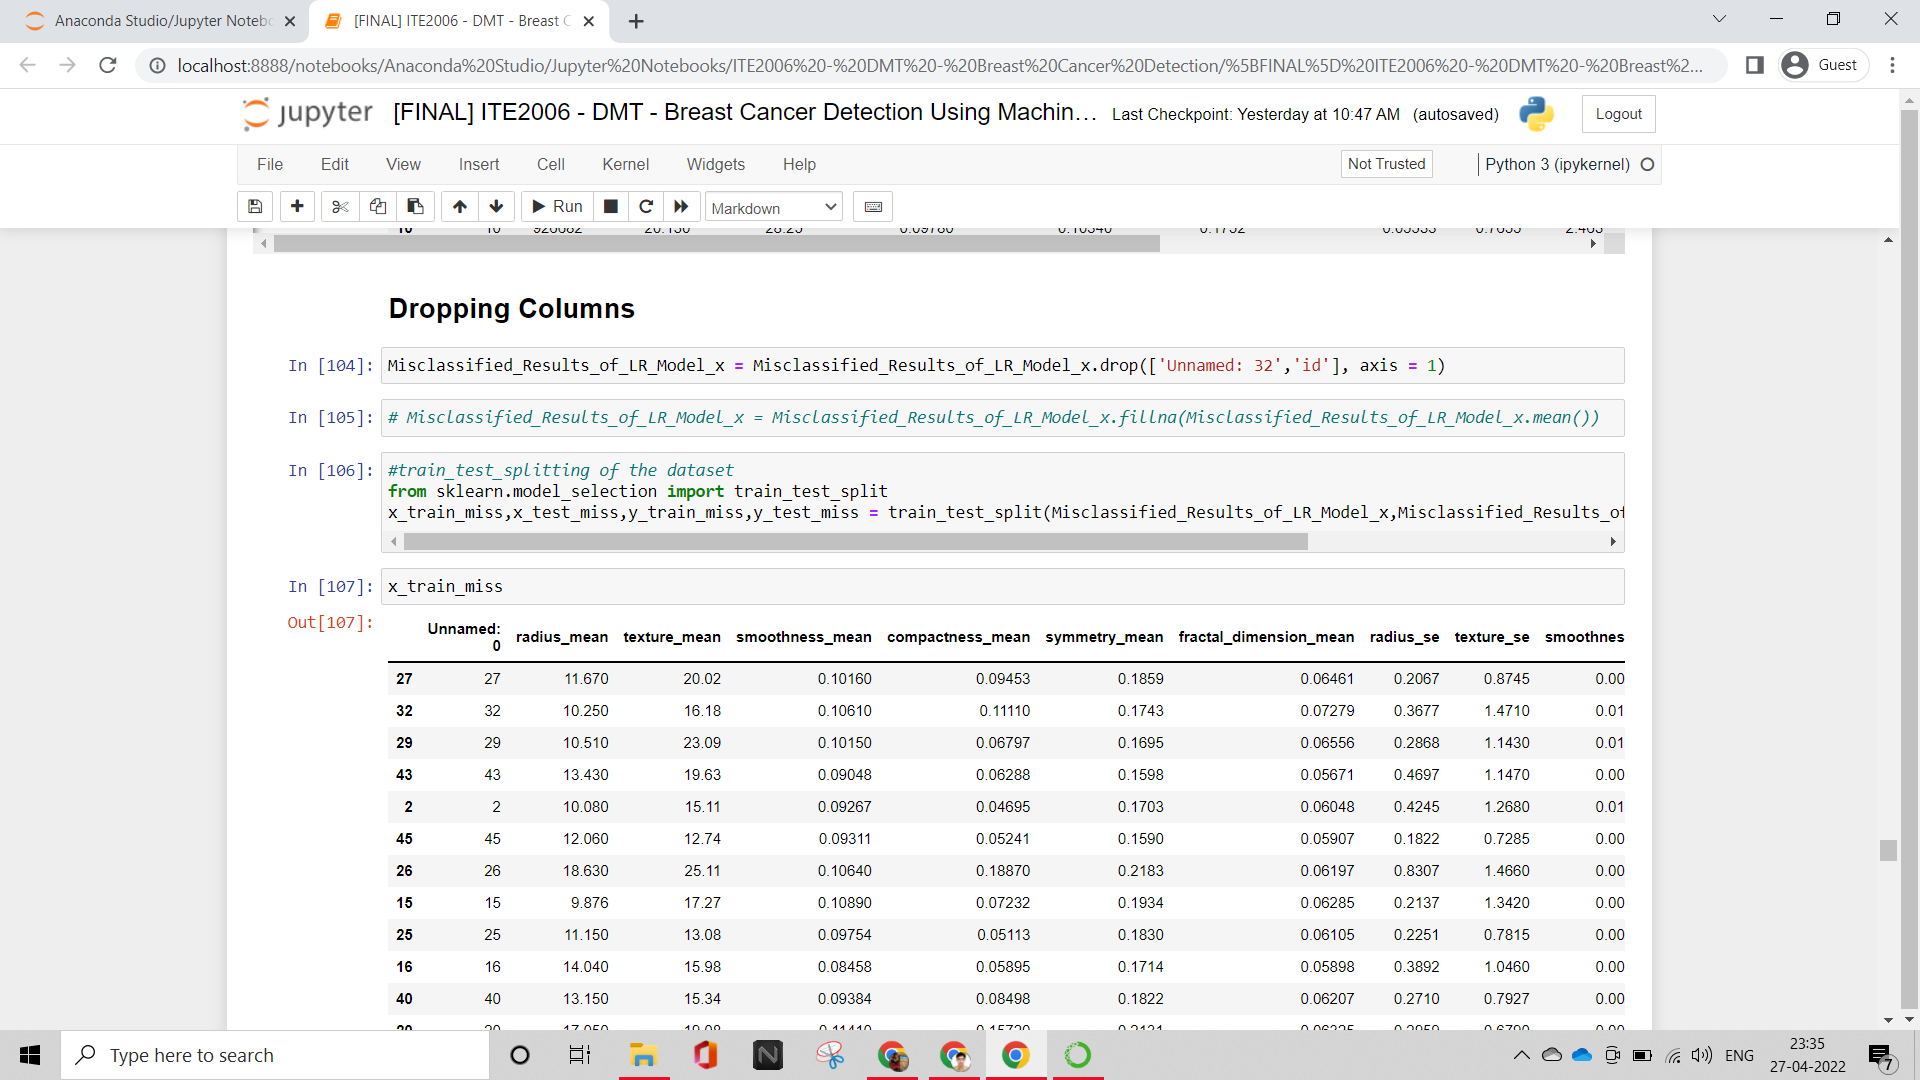 Anaconda Studio/Jupyter Noteb
[FINAL] ITE2006 - DMT - Breast C
localhost:8888/notebooks/Anaconda%20Studio/Jupyter%20Notebooks/ITE2006%20-%20DMT%20-%20Breast%20Cancer%20Detection/%5BFINAL%5D%20ITE2006%20-%20DMT%20-%20Breast%2...
Guest
jupyter [FINAL] ITE2006 - DMT - Breast Cancer Detection Using Machin... Last Checkpoint: Yesterday at 10:47 AM (autosaved)
Logout
File Edit View Insert Cell Kernel Widgets Help
Not Trusted
Python 3 (ipykernel)
Run
Markdown
Dropping Columns
In [104]: Misclassified_Results_of_LR_Model_x = Misclassified_Results_of_LR_Model_x.drop(['Unnamed: 32','id'], axis = 1)
In [105]: # Misclassified_Results_of_LR_Model_x = Misclassified_Results_of_LR_Model_x.fillna(Misclassified_Results_of_LR_Model_x.mean())
In [106]: #train_test_splitting of the dataset
from sklearn.model_selection import train_test_split
x_train_miss,x_test_miss,y_train_miss,y_test_miss = train_test_split(Misclassified_Results_of_LR_Model_x,Misclassified_Results_of
In [107]: x_train_miss
Out[107]:
Unnamed: 0 radius_mean texture_mean smoothness_mean compactness_mean symmetry_mean fractal_dimension_mean radius_se texture_se smoothnes
27 27 11.670 20.02 0.10160 0.09453 0.1859 0.06461 0.2067 0.8745 0.00
32 32 10.250 16.18 0.10610 0.11110 0.1743 0.07279 0.3677 1.4710 0.01
29 29 10.510 23.09 0.10150 0.06797 0.1695 0.06556 0.2868 1.1430 0.01
43 43 13.430 19.63 0.09048 0.06288 0.1598 0.05671 0.4697 1.1470 0.00
2 2 10.080 15.11 0.09267 0.04695 0.1703 0.06048 0.4245 1.2680 0.01
45 45 12.060 12.74 0.09311 0.05241 0.1590 0.05907 0.1822 0.7285 0.00
26 26 18.630 25.11 0.10640 0.18870 0.2183 0.06197 0.8307 1.4660 0.00
15 15 9.876 17.27 0.10890 0.07232 0.1934 0.06285 0.2137 1.3420 0.00
25 25 11.150 13.08 0.09754 0.05113 0.1830 0.06105 0.2251 0.7815 0.00
16 16 14.040 15.98 0.08458 0.05895 0.1714 0.05898 0.3892 1.0460 0.00
40 40 13.150 15.34 0.09384 0.08498 0.1822 0.06207 0.2710 0.7927 0.00
Type here to search
ENG
23:35
27-04-2022
7